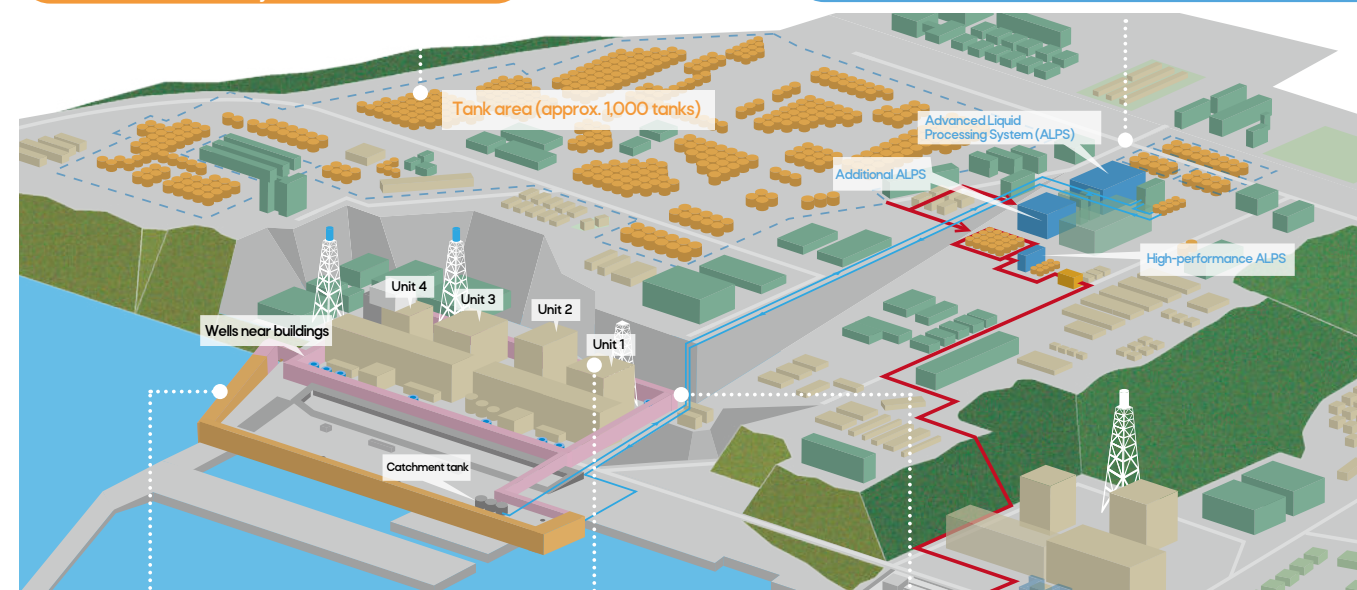 Tank area (approx. 1,000 tanks)
Advanced Liquid
Processing System (ALPS)
Additional ALPS
High-performance ALPS
Unit 4
Unit 3
Unit 2
Wells near buildings
Unit 1
Catchment tank